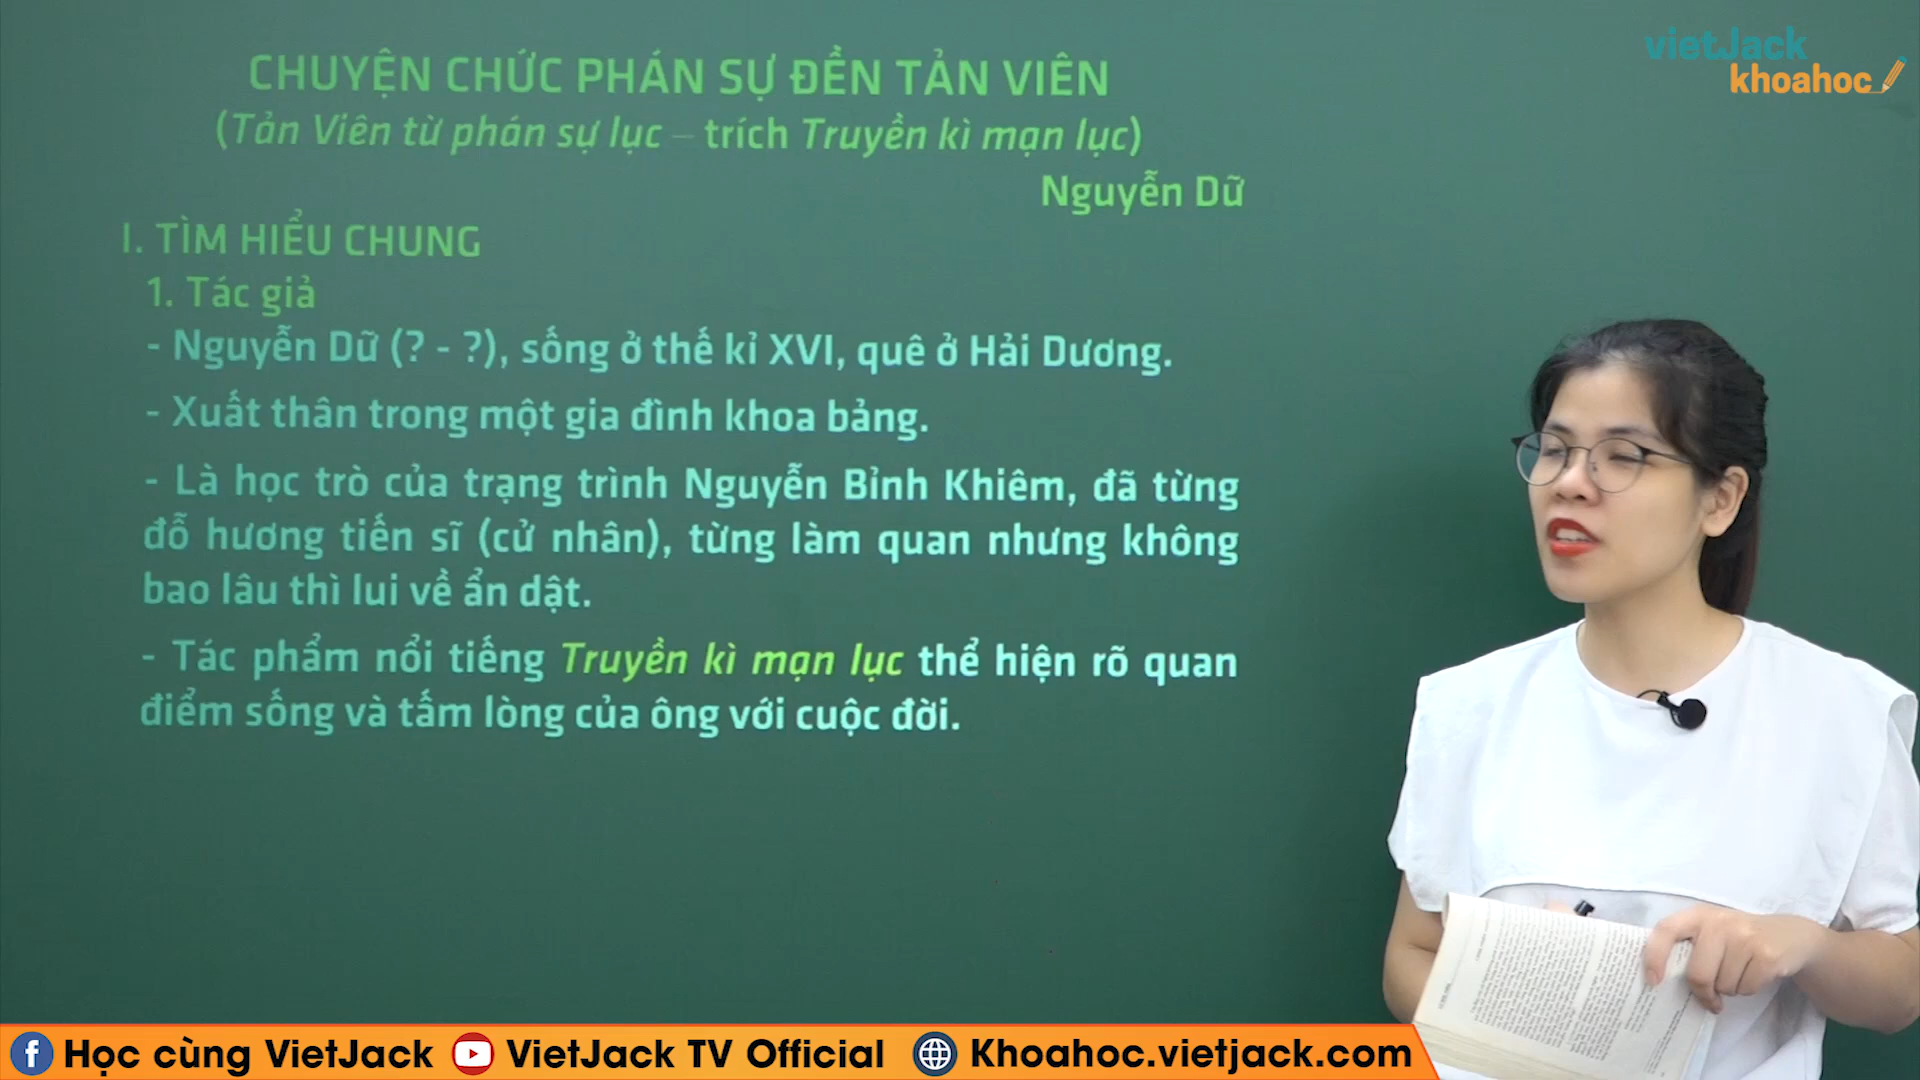 vietJack
khoahoc
CHUYỆN CHỨC PHÁN SỰ ĐỀN TẢN VIÊN
(Tản Viên từ phán sự lục – trích Truyền kì mạn lục)
Nguyễn Dữ
I. TÌM HIỂU CHUNG
1. Tác giả
- Nguyễn Dữ (? - ?), sống ở thế kỉ XVI, quê ở Hải Dương.
- Xuất thân trong một gia đình khoa bảng.
- Là học trò của trạng trình Nguyễn Bỉnh Khiêm, đã từng
đỗ hương tiến sĩ (cử nhân), từng làm quan nhưng không
bao lâu thì lui về ẩn dật.
- Tác phẩm nổi tiếng Truyền kì mạn lục thể hiện rõ quan
điểm sống và tấm lòng của ông với cuộc đời.
Học cùng VietJack VietJack TV Official Khoahoc.vietjack.com